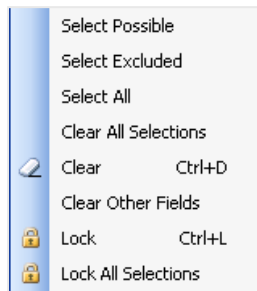 Select Possible
Select Excluded
Select All
Clear All Selections
Clear Ctrl+D
Clear Other Fields
Lock Ctrl+L
Lock All Selections